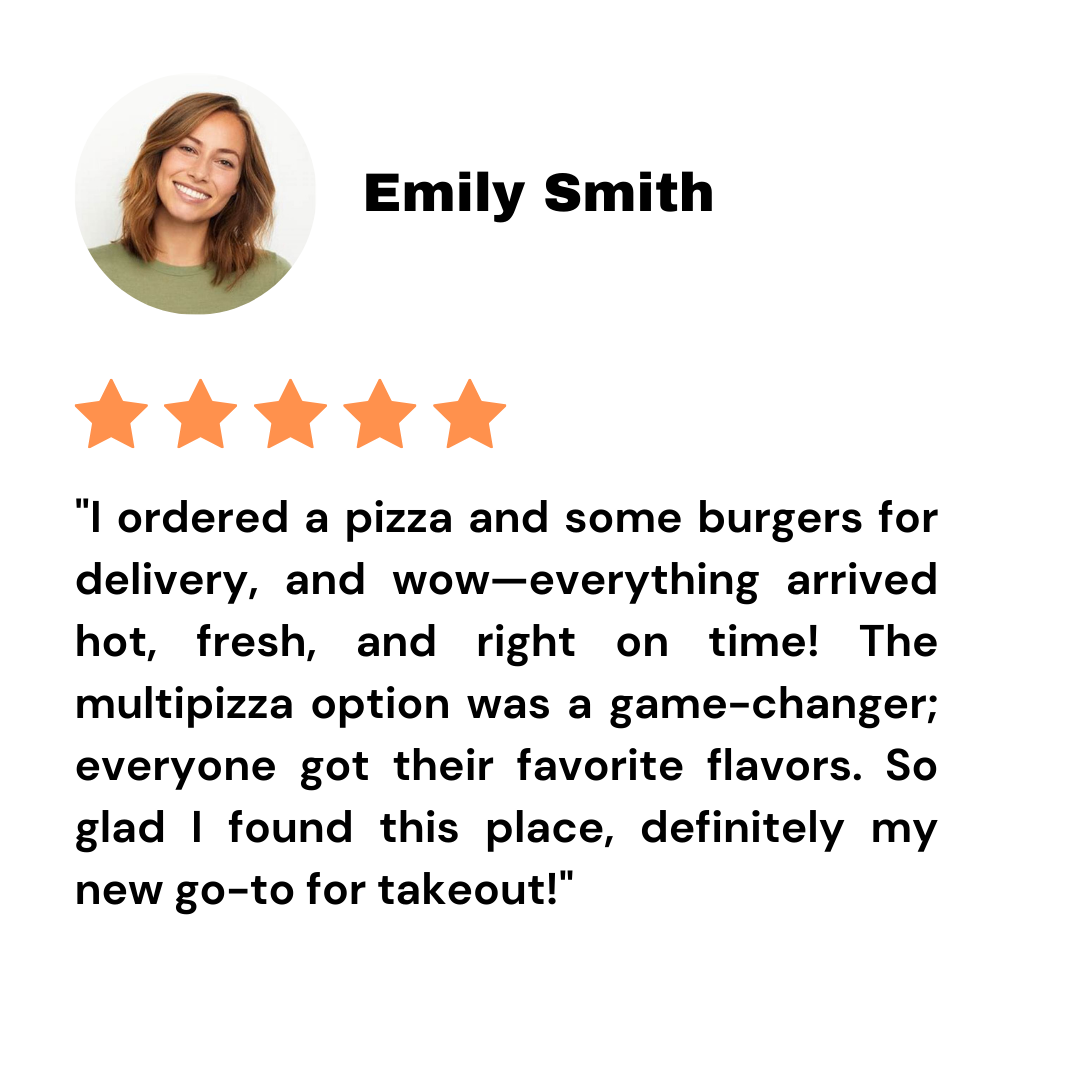 Emily Smith
"I ordered a pizza and some burgers for
delivery, and wow—everything arrived
hot, fresh, and right on time! The
multipizza option was a game-changer;
everyone got their favorite flavors. So
glad I found this place, definitely my
new go-to for takeout!"